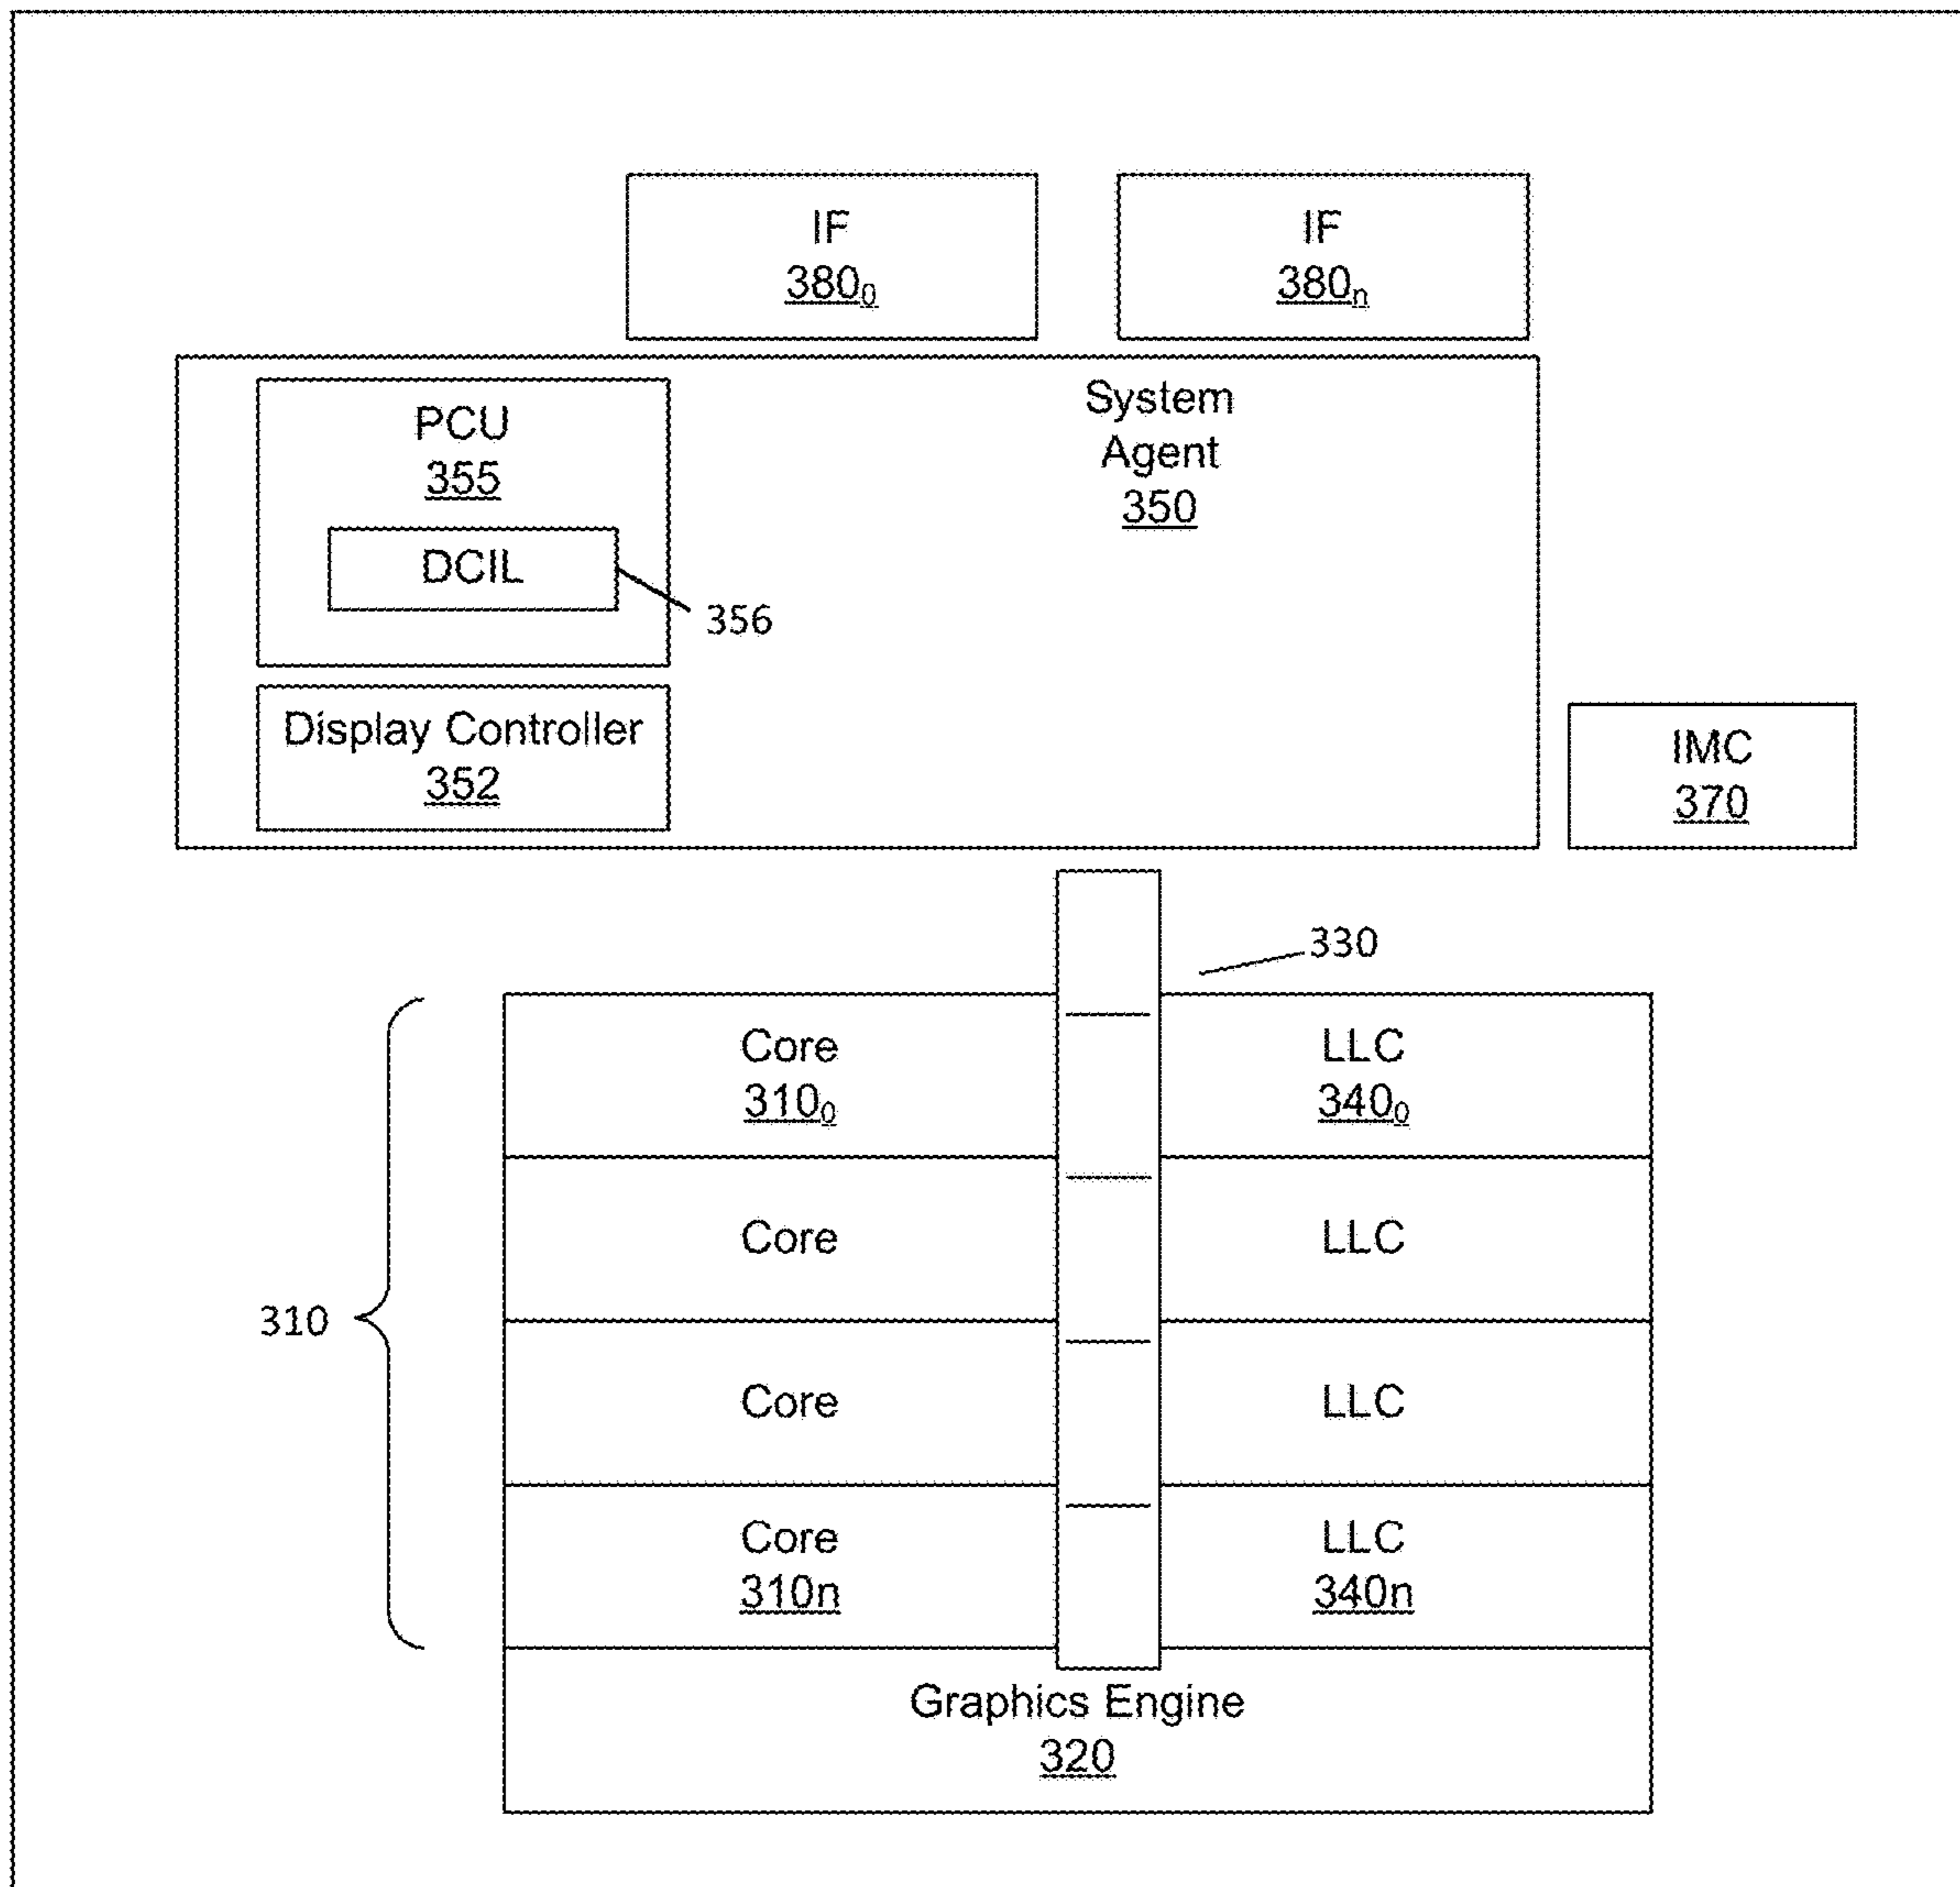 IF
380₀
IF
380ₙ
System
Agent
350
PCU
355
DCIL
356
Display Controller
352
IMC
370
330
310
Core
310₀
LLC
340₀
Core
LLC
Core
LLC
Core
310n
LLC
340n
Graphics Engine
320